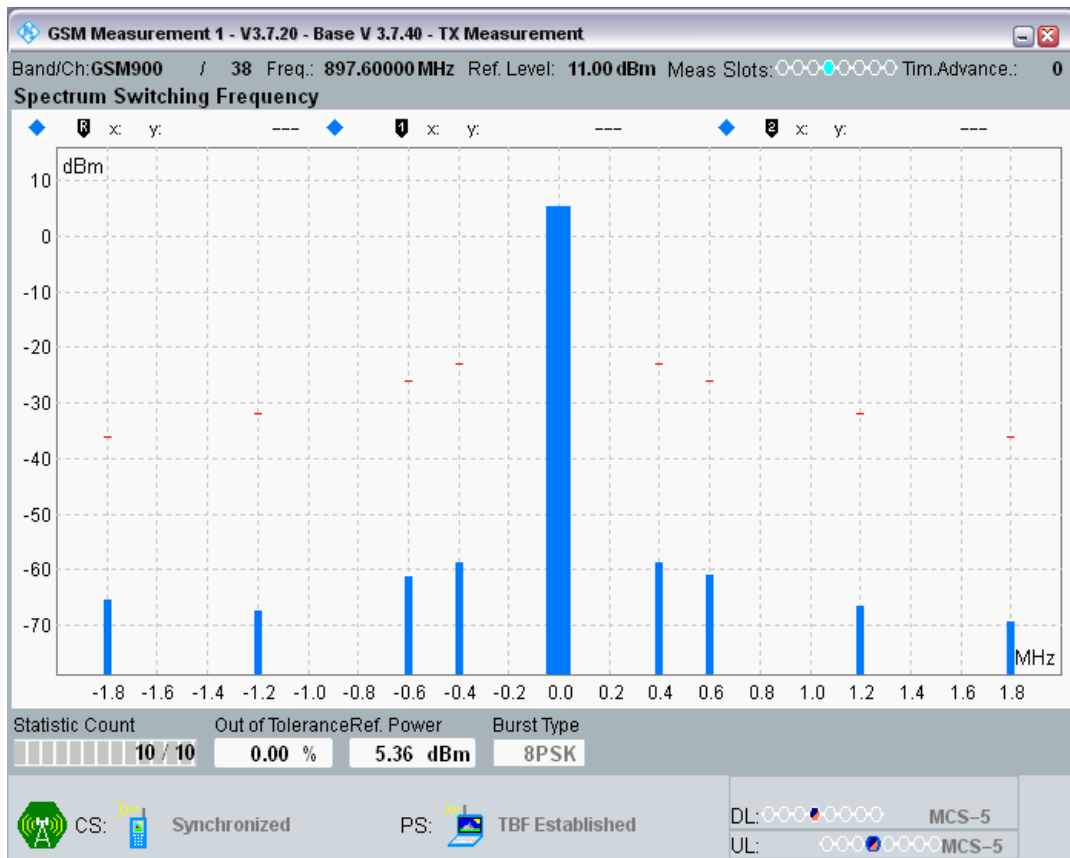 GSM Measurement 1 - V3.7.20 - Base V 3.7.40 - TX Measurement
Band/Ch:GSM900 / 38 Freq.: 897.60000 MHz Ref. Level: 11.00 dBm Meas Slots: Tim.Advance.: 0
Spectrum Switching Frequency
R x: y: --- 1 x: y: --- 2 x: y: ---
dBm
10
0
-10
-20
-30
-40
-50
-60
-70
MHz
-1.8 -1.6 -1.4 -1.2 -1.0 -0.8 -0.6 -0.4 -0.2 0.0 0.2 0.4 0.6 0.8 1.0 1.2 1.4 1.6 1.8
Statistic Count Out of Tolerance Ref. Power Burst Type
10 / 10 0.00 % 5.36 dBm 8PSK
CS: Synchronized PS: TBF Established
DL: MCS-5
UL: MCS-5